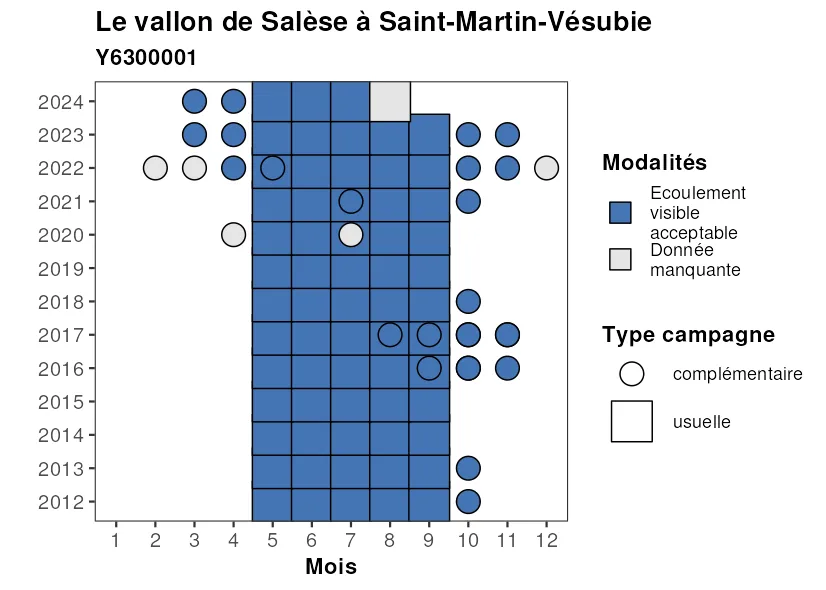 Le vallon de Salèse à Saint-Martin-Vésubie
Y6300001
2024
2023
2022
2021
2020
2019
2018
2017
2016
2015
2014
2013
2012
1 2 3 4 5 6 7 8 9 10 11 12
Mois
Modalités
Ecoulement
visible
acceptable
Donnée
manquante
Type campagne
complémentaire
usuelle